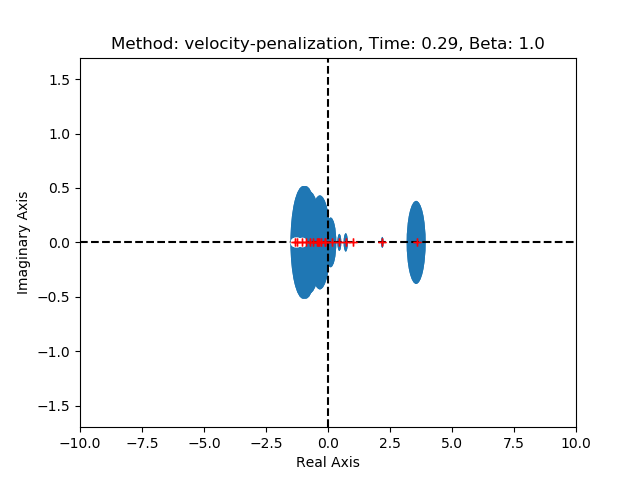 Method: velocity-penalization, Time: 0.29, Beta: 1.0
1.5
1.0
0.5
0.0
−0.5
−1.0
−1.5
Imaginary Axis
−10.0 −7.5 −5.0 −2.5 0.0 2.5 5.0 7.5 10.0
Real Axis